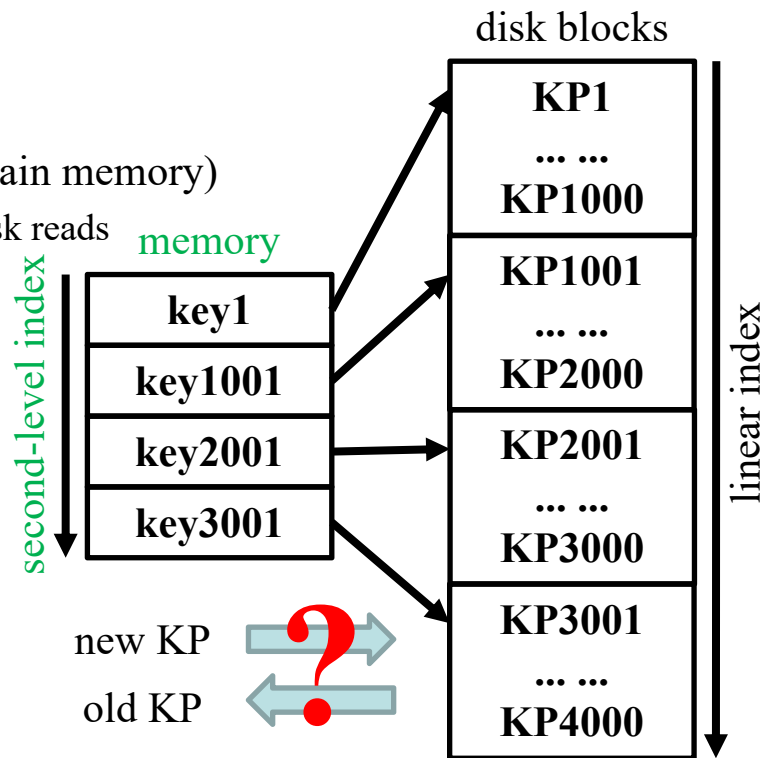 disk blocks
ain memory)
sk reads
memory
second-level index
key1
key1001
key2001
key3001
KP1
... ...
KP1000
KP1001
... ...
KP2000
KP2001
... ...
KP3000
KP3001
... ...
KP4000
linear index
new KP
old KP
?